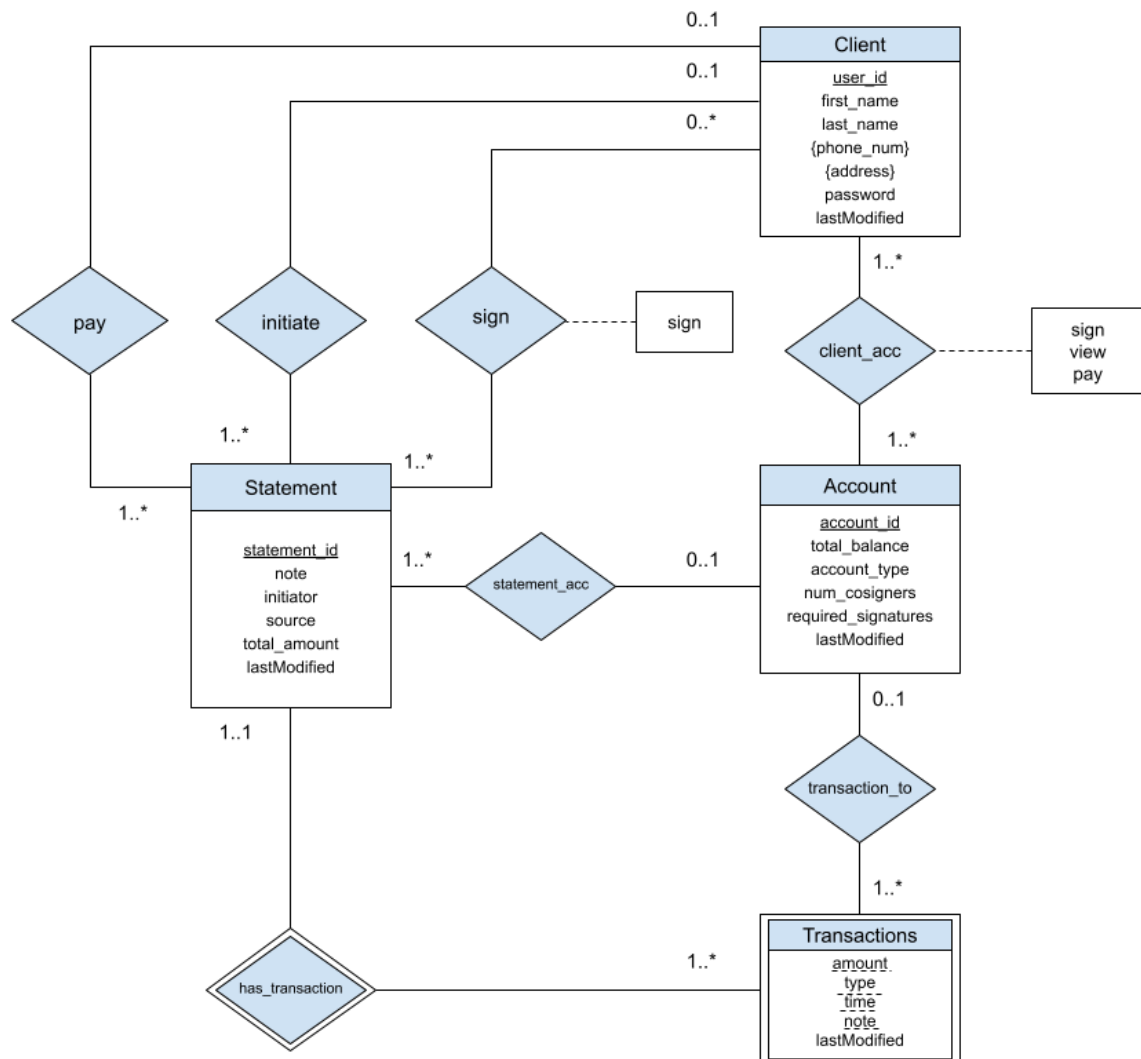 0..1
Client
0..1
user_id
first_name
0..*
last_name
{phone_num}
{address}
password
lastModified
1..*
pay
initiate
sign
sign
client_acc
sign
view
pay
1..*
1..*
1..*
1..*
Statement
Account
statement_id
note
initiator
source
total_amount
lastModified
1..*
statement_acc
0..1
account_id
total_balance
account_type
num_cosigners
required_signatures
lastModified
1..1
0..1
transaction_to
1..*
has_transaction
1..*
Transactions
amount
type
time
note
lastModified